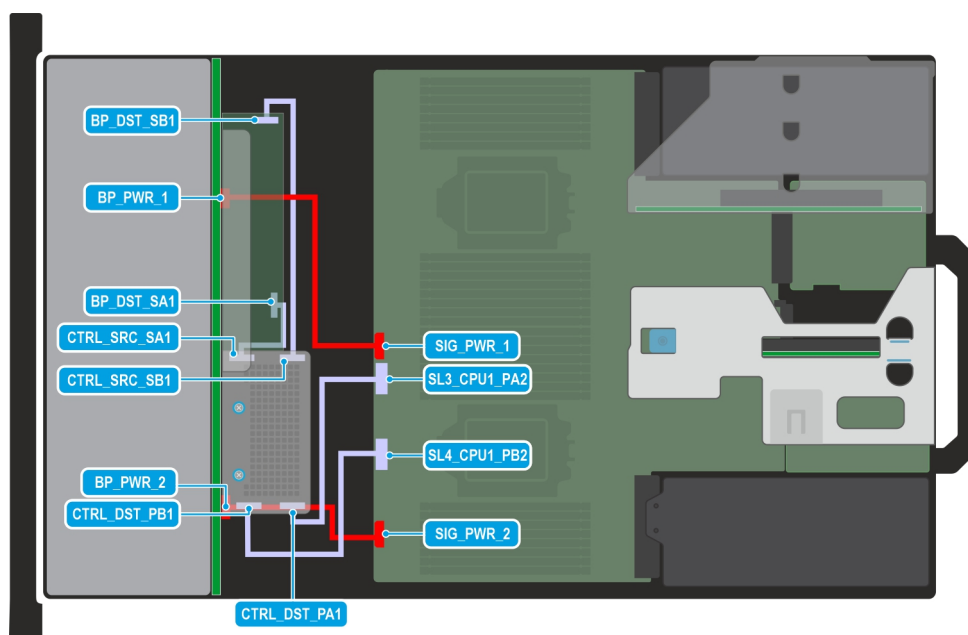 BP_DST_SB1
BP_PWR_1
BP_DST_SA1
CTRL_SRC_SA1
SIG_PWR_1
CTRL_SRC_SB1
SL3_CPU1_PA2
SL4_CPU1_PB2
BP_PWR_2
CTRL_DST_PB1
SIG_PWR_2
CTRL_DST_PA1